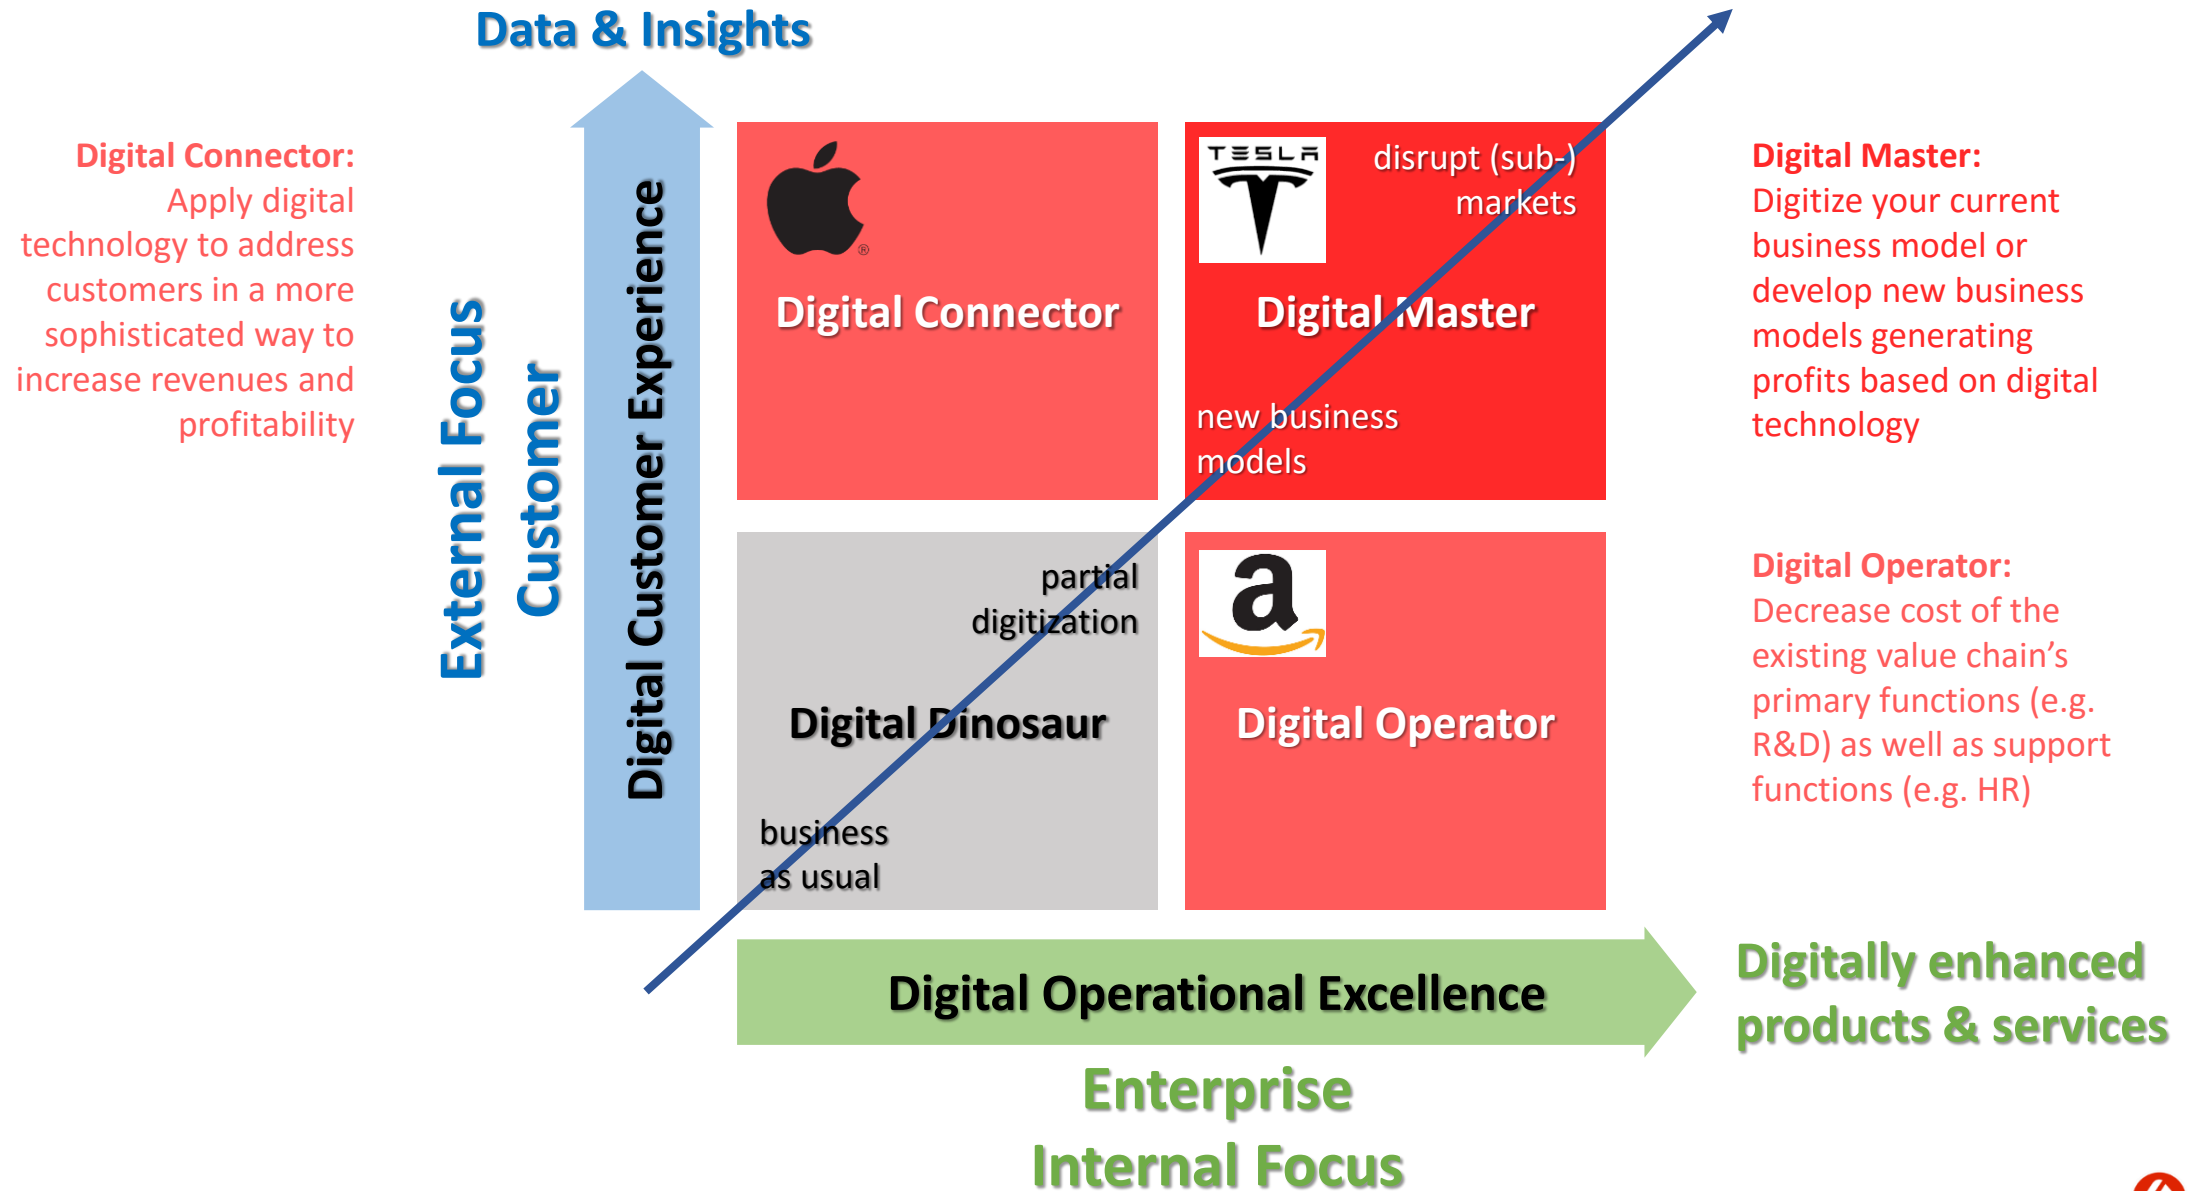 Data & Insights
Digital Connector:
Apply digital
technology to address
customers in a more
sophisticated way to
increase revenues and
profitability
External Focus
Customer
Digital Customer Experience
®
Digital Connector
TESLA
disrupt (sub-)
markets
Digital Master
new business
models
Digital Master:
Digitize your current
business model or
develop new business
models generating
profits based on digital
technology
partial
digitization
Digital Dinosaur
business
as usual
a
Digital Operator
Digital Operator:
Decrease cost of the
existing value chain’s
primary functions (e.g.
R&D) as well as support
functions (e.g. HR)
Digital Operational Excellence
Digitally enhanced
products & services
Enterprise
Internal Focus